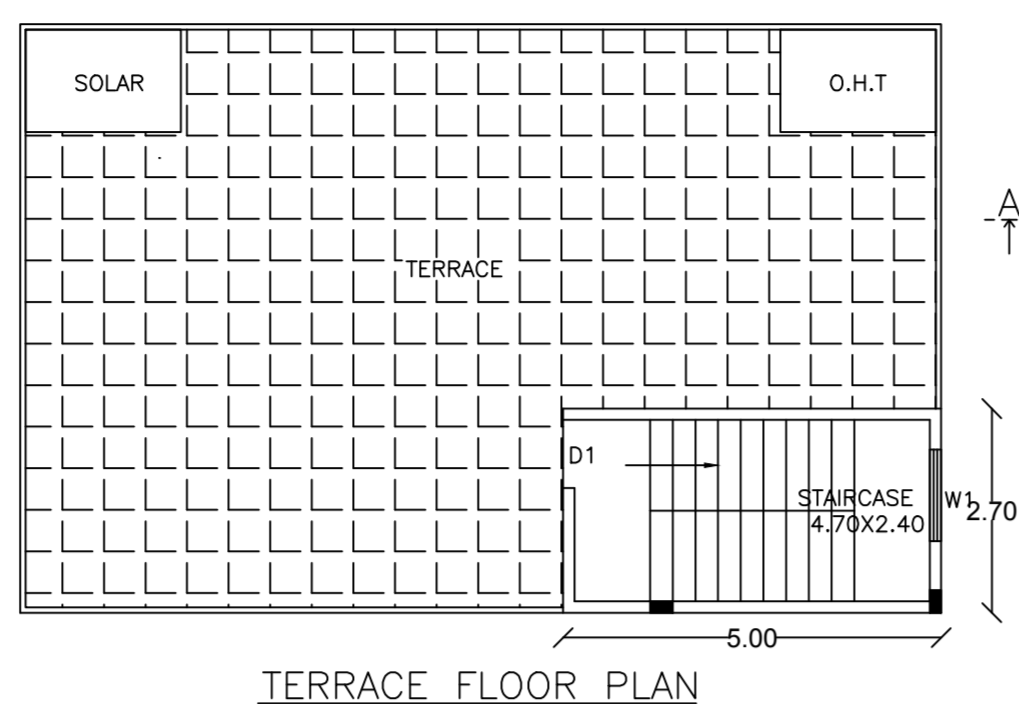 SOLAR
O.H.T
A
TERRACE
D1
STAIRCASE
4.70X2.40
W1
2.70
5.00
TERRACE FLOOR PLAN